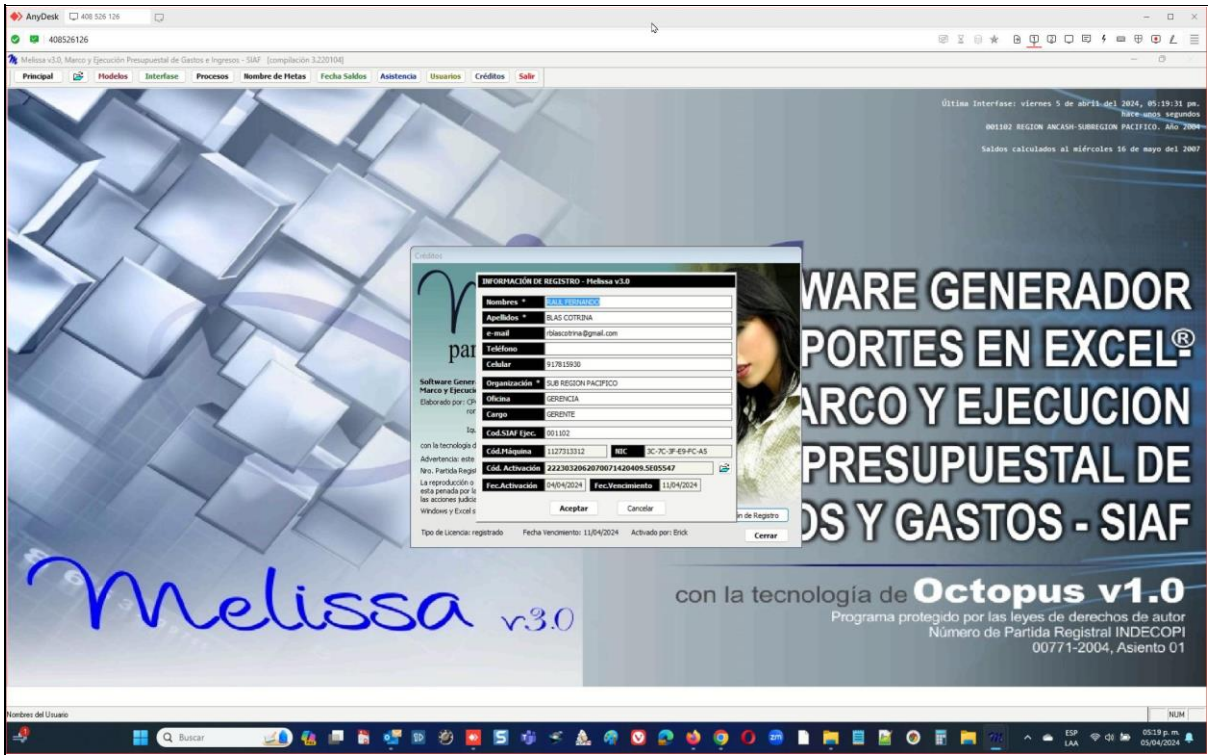 AnyDesk 408 526 126
408526126
Melissa v3.0, Marco y Ejecución Presupuestal de Gastos e Ingresos - SIAF [compilación 3.220104]
Principal Modelos Interfase Procesos Nombre de Metas Fecha Saldos Asistencia Usuarios Créditos Salir
Última Interfase: viernes 5 de abril del 2024, 05:19:31 pm.
hace unos segundos
001102 REGION ANCASH-SUBREGION PACIFICO. Año 2004
Saldos calculados al miércoles 16 de mayo del 2007
Créditos
INFORMACIÓN DE REGISTRO - Melissa v3.0
Nombres * RAUL FERNANDO
Apellidos * BLAS COTRINA
e-mail rblascotrina@gmail.com
Teléfono
Celular 917815930
Organización * SUB REGION PACIFICO
Oficina GERENCIA
Cargo GERENTE
Cod.SIAF Ejec. 001102
Cód.Máquina 1127313312 NIC 3C-7C-3F-E9-FC-A5
Cód. Activación 2223032062070071420409.5E05547
Fec.Activación 04/04/2024 Fec.Vencimiento 11/04/2024
Aceptar Cancelar
par
Software Gener
Marco y Ejecuci
Elaborado por: CP
con la tecnología d
Advertencia: este
Nro. Partida Regis
La reproducción o
esta penada por la
las acciones judicia
Windows y Excel s
n de Registro
Tipo de Licencia: registrado Fecha Vencimiento: 11/04/2024 Activado por: Erick Cerrar
WARE GENERADOR
PORTES EN EXCEL®
ARCO Y EJECUCION
PRESUPUESTAL DE
OS Y GASTOS - SIAF
Melissa v3.0
con la tecnología de Octopus v1.0
Programa protegido por las leyes de derechos de autor
Número de Partida Registral INDECOPI
00771-2004, Asiento 01
Nombres del Usuario NUM
Buscar
ESP
LAA
05:19 p. m.
05/04/2024